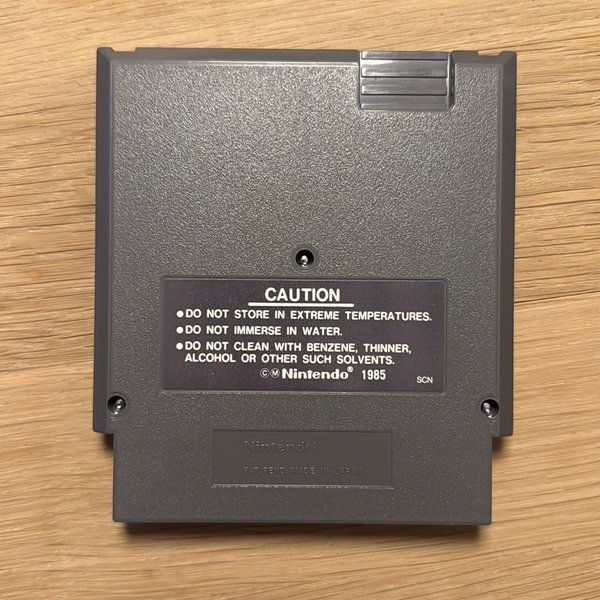 CAUTION
●DO NOT STORE IN EXTREME TEMPERATURES.
●DO NOT IMMERSE IN WATER.
●DO NOT CLEAN WITH BENZENE, THINNER,
ALCOHOL OR OTHER SUCH SOLVENTS.
©Ⓜ Nintendo® 1985 SCN
Nintendo®
PAT. PEND. MADE IN JAPAN